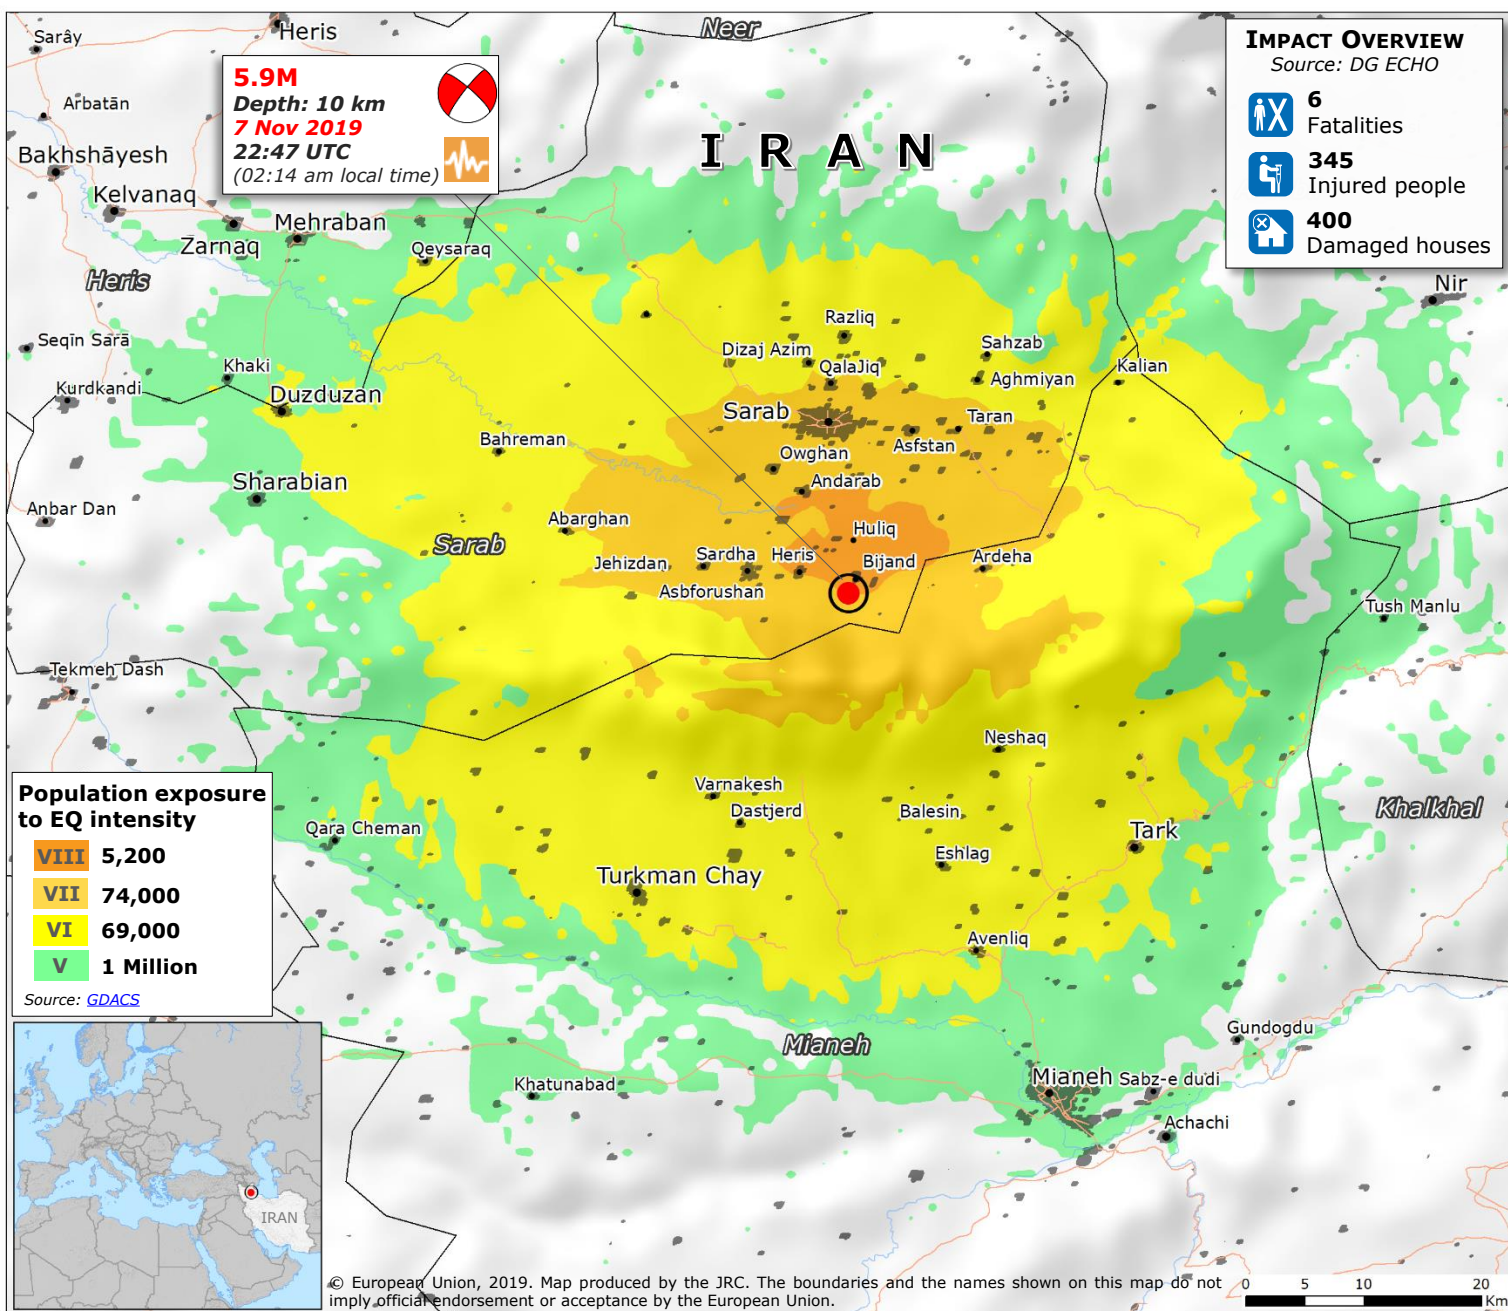 Neer
Sarây
Heris
IMPACT OVERVIEW
Source: DG ECHO
6
Fatalities
345
Injured people
400
Damaged houses
5.9M
Depth: 10 km
7 Nov 2019
22:47 UTC
(02:14 am local time)
Arbatān
IRAN
Bakhshāyesh
Kelvanaq
Mehraban
Zarnaq
Qeysaraq
Heris
Nir
Razliq
Seqīn Sarā
Dizaj Azim
Sahzab
Khaki
QalaJiq
Kalian
Kurdkandi
Aghmiyan
Duzduzan
Sarab
Taran
Bahreman
Asfstan
Owghan
Sharabian
Andarab
Anbar Dan
Abarghan
Huliq
Sarab
Jehizdan
Sardha
Heris
Bijand
Ardeha
Asbforushan
Tush Manlu
Tekmeh Dash
Neshaq
Varnakesh
Dastjerd
Balesin
Khalkhal
Qara Cheman
Tark
Eshlag
Turkman Chay
Avenliq
Population exposure
to EQ intensity
VIII 5,200
VII 74,000
VI 69,000
V 1 Million
Source: GDACS
Gundogdu
Mianeh
Khatunabad
Mianeh
Sabz-e dudi
Achachi
IRAN
© European Union, 2019. Map produced by the JRC. The boundaries and the names shown on this map do not
imply official endorsement or acceptance by the European Union.
0 5 10 20
Km